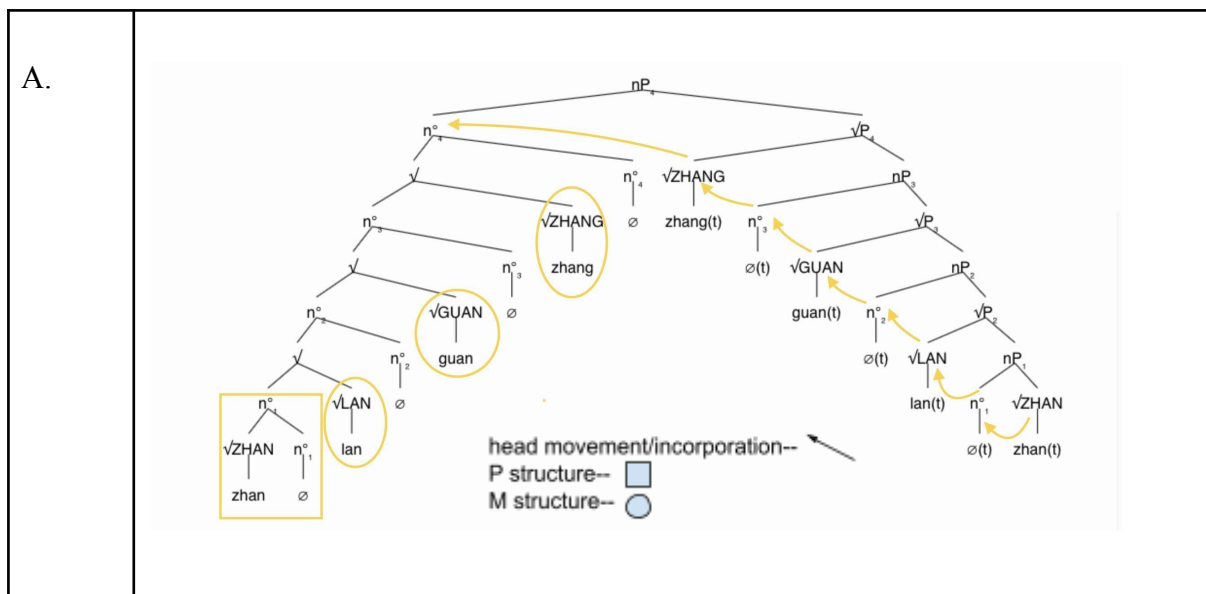 A.
nP₄
n°₄ √P₄
√ n°₄ √ZHANG nP₃
n°₃ √ZHANG ∅ zhang(t) n°₃ √P₃
√ n°₃ zhang ∅(t) √GUAN nP₂
n°₂ √GUAN ∅ guan(t) n°₂ √P₂
√ n°₂ guan ∅(t) √LAN nP₁
n°₁ √LAN ∅ lan(t) n°₁ √ZHAN
√ZHAN n°₁ lan ∅(t) zhan(t)
zhan ∅
head movement/incorporation--
P structure--
M structure--